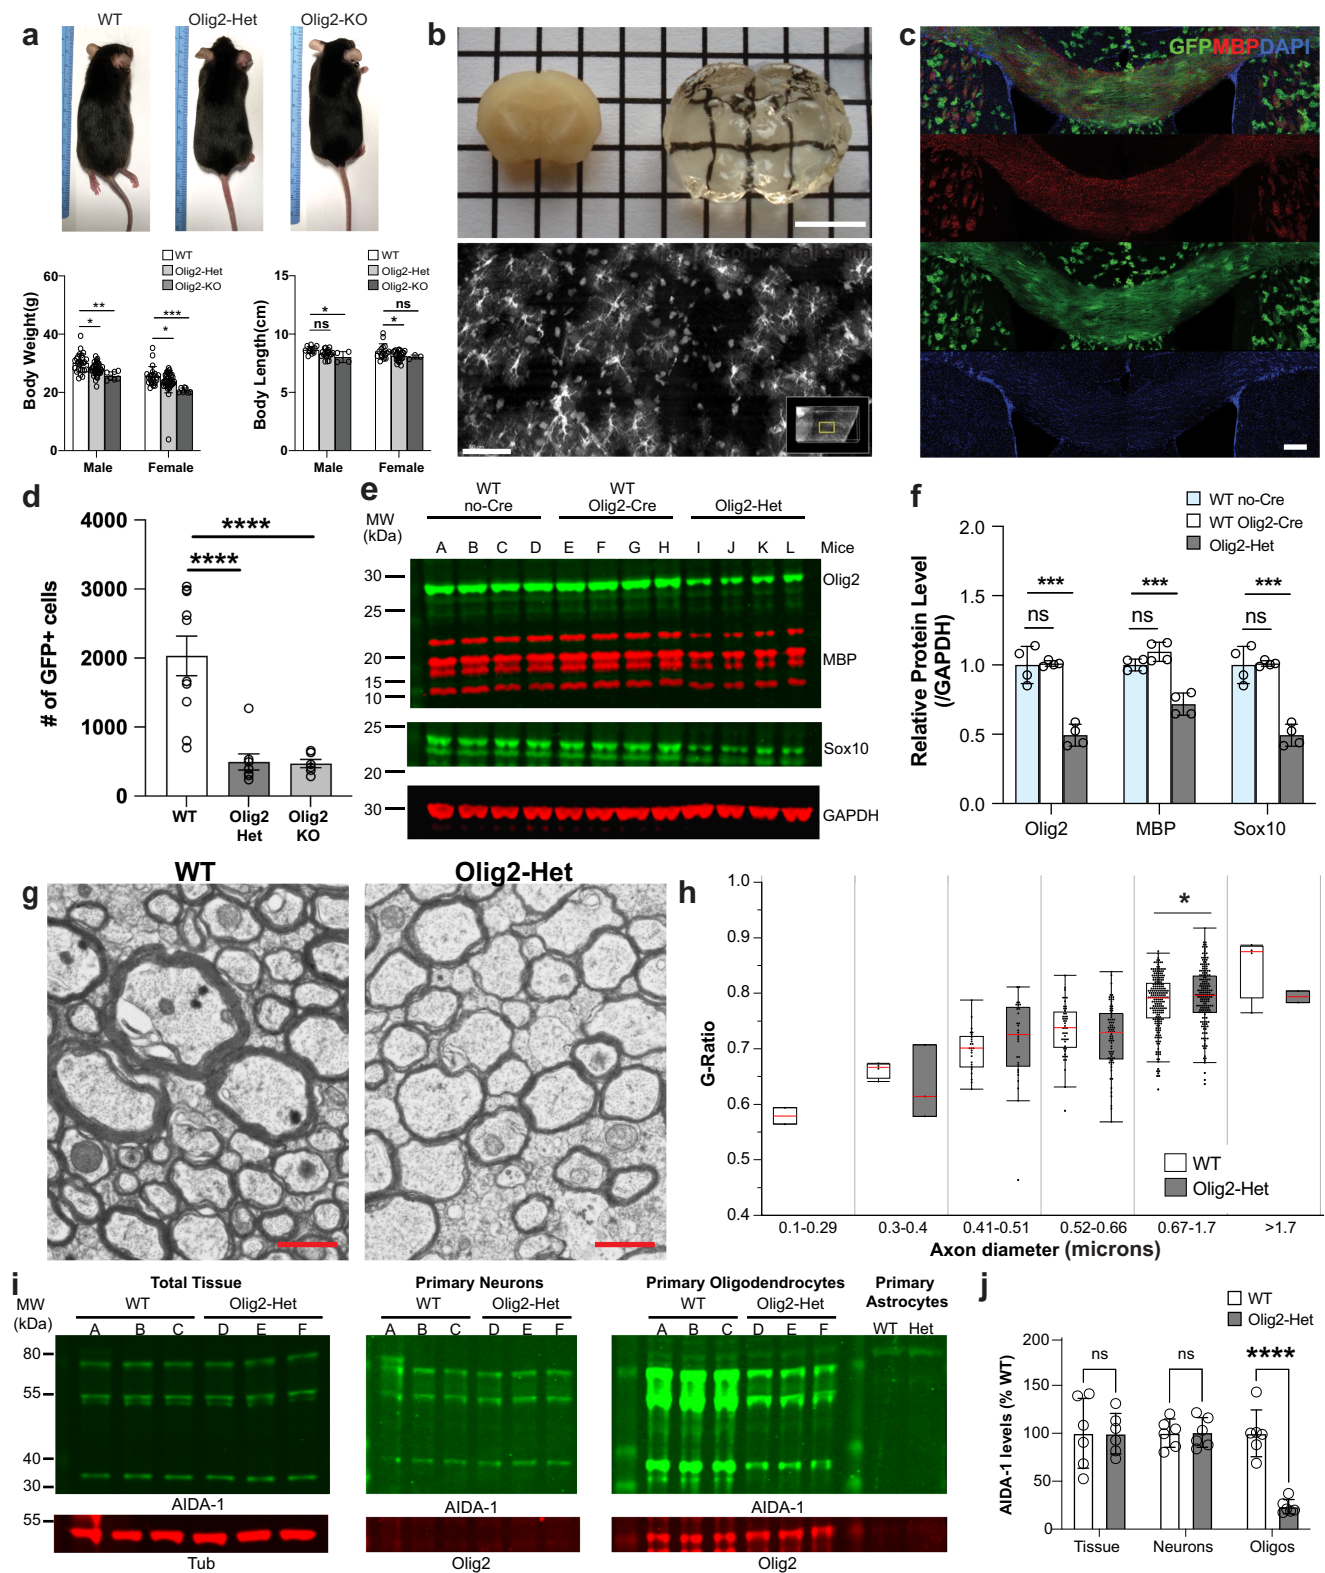 a
WT
Olig2-Het
Olig2-KO
WT
Olig2-Het
Olig2-KO
Body Weight(g)
60
40
20
0
**
*
***
*
Male
Female
WT
Olig2-Het
Olig2-KO
Body Length(cm)
15
10
5
0
*
ns
ns
*
Male
Female
b
c
GFPMBPDAPI
d
# of GFP+ cells
4000
3000
2000
1000
0
****
****
WT
Olig2
Het
Olig2
KO
e
WT
no-Cre
WT
Olig2-Cre
Olig2-Het
MW
(kDa)
A B C D E F G H I J K L Mice
30
25
20
15
10
Olig2
MBP
25
20
Sox10
30
GAPDH
f
WT no-Cre
WT Olig2-Cre
Olig2-Het
Relative Protein Level
(/GAPDH)
2.0
1.5
1.0
0.5
0.0
***
ns
***
ns
***
ns
Olig2
MBP
Sox10
g
WT
Olig2-Het
h
G-Ratio
1.0
0.9
0.8
0.7
0.6
0.5
0.4
*
WT
Olig2-Het
0.1-0.29
0.3-0.4
0.41-0.51
0.52-0.66
0.67-1.7
>1.7
Axon diameter (microns)
i
Total Tissue
WT
Olig2-Het
MW
(kDa)
A B C D E F
80
55
40
30
AIDA-1
55
Tub
Primary Neurons
WT
Olig2-Het
A B C D E F
AIDA-1
Olig2
Primary Oligodendrocytes
WT
Olig2-Het
A B C D E F
Primary
Astrocytes
WT Het
AIDA-1
Olig2
j
WT
Olig2-Het
AIDA-1 levels (% WT)
200
150
100
50
0
ns
ns
****
Tissue
Neurons
Oligos